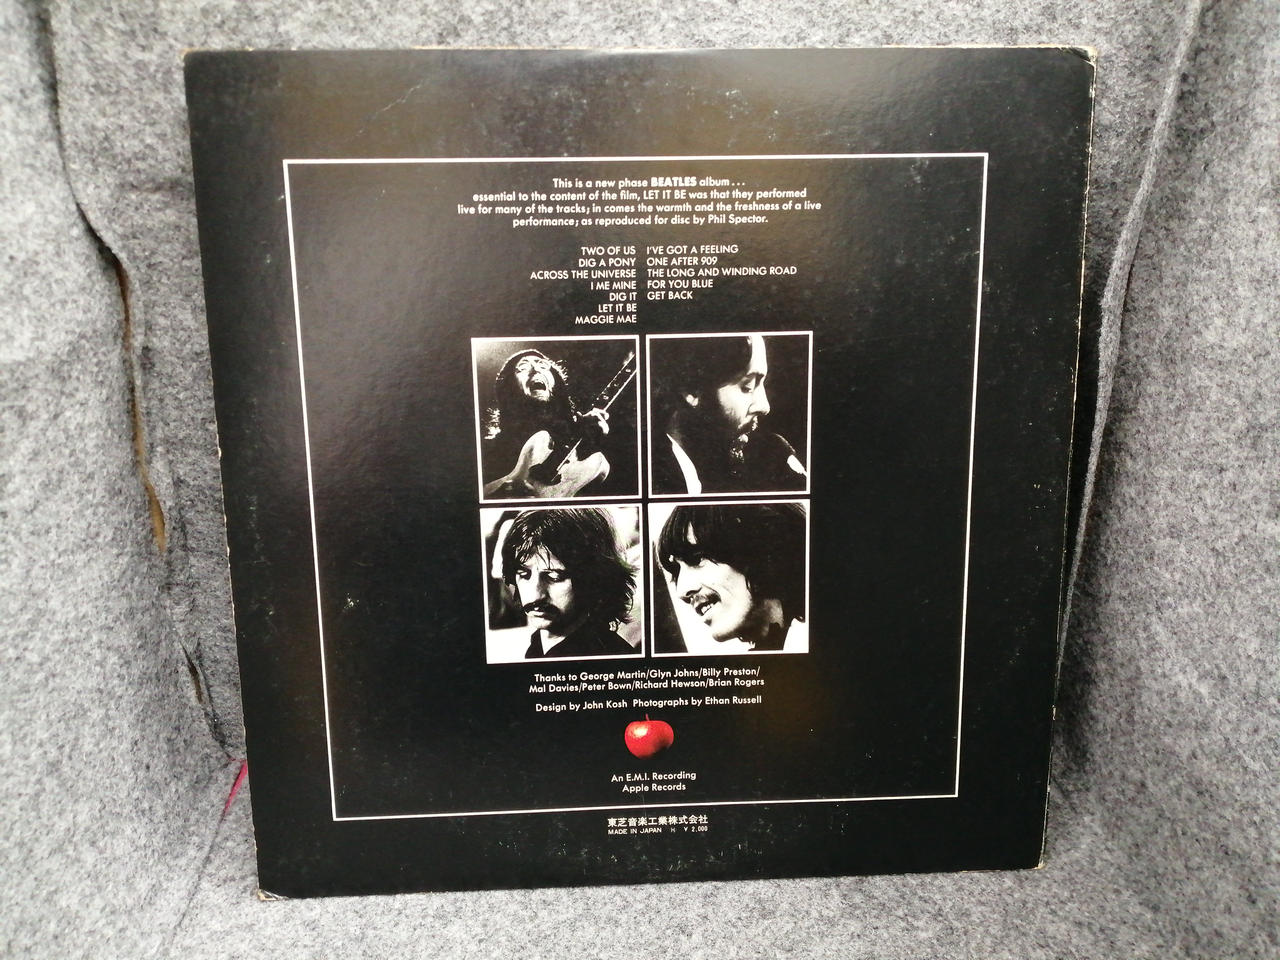 This is a new phase BEATLES album...
essential to the content of the film, LET IT BE was that they performed
live for many of the tracks; in comes the warmth and the freshness of a live
performance; as reproduced for disc by Phil Spector.
TWO OF US
DIG A PONY
ACROSS THE UNIVERSE
I ME MINE
DIG IT
LET IT BE
MAGGIE MAE
I'VE GOT A FEELING
ONE AFTER 909
THE LONG AND WINDING ROAD
FOR YOU BLUE
GET BACK
Thanks to George Martin/Glyn Johns/Billy Preston/
Mal Davies/Peter Bown/Richard Hewson/Brian Rogers
Design by John Kosh Photographs by Ethan Russell
An E.M.I. Recording
Apple Records
東芝音楽工業株式会社
MADE IN JAPAN H ¥ 2,000